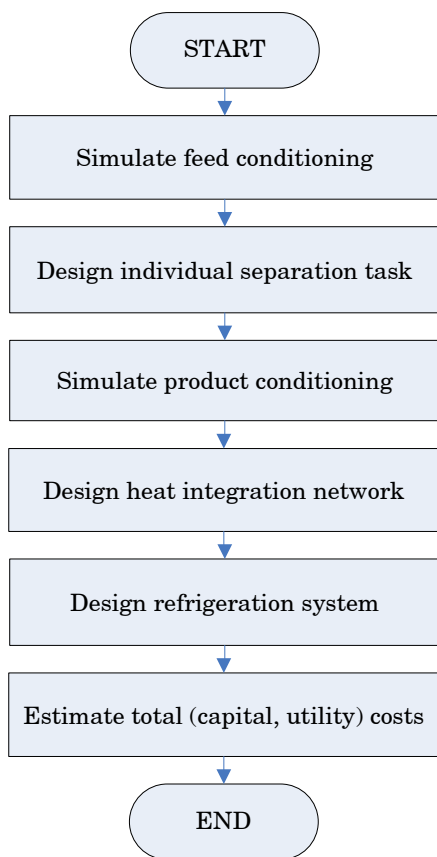 START
Simulate feed conditioning
Design individual separation task
Simulate product conditioning
Design heat integration network
Design refrigeration system
Estimate total (capital, utility) costs
END